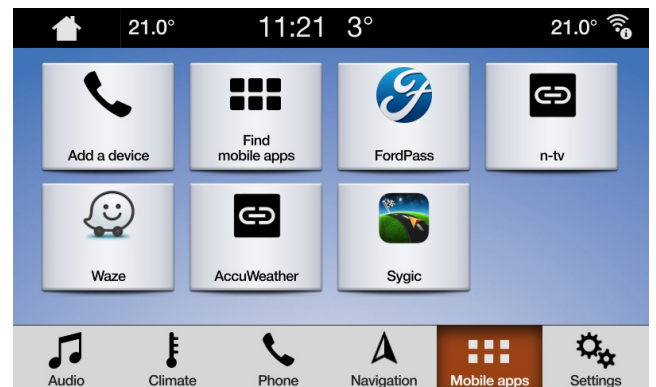 21.0° 11:21 3° 21.0°
Add a device
Find
mobile apps
FordPass
n-tv
Waze
AccuWeather
Sygic
Audio Climate Phone Navigation Mobile apps Settings